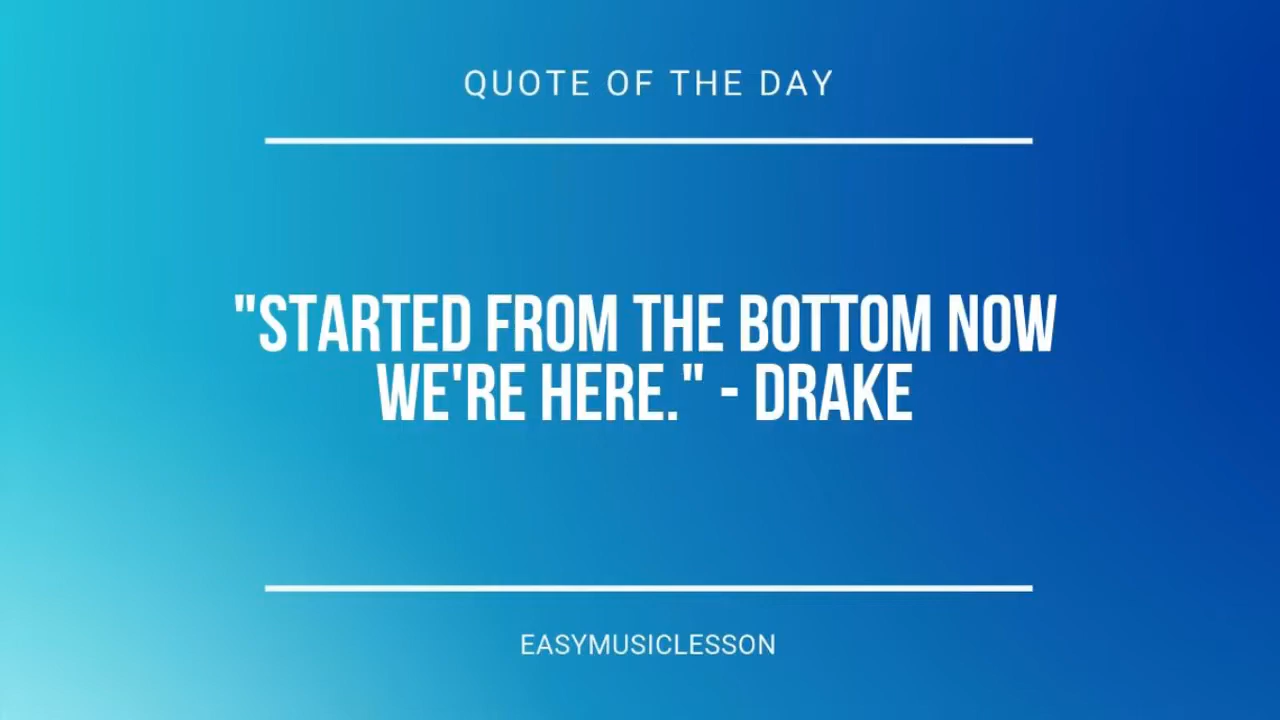 QUOTE OF THE DAY
"STARTED FROM THE BOTTOM NOW
WE'RE HERE." - DRAKE
EASYMUSICLESSON